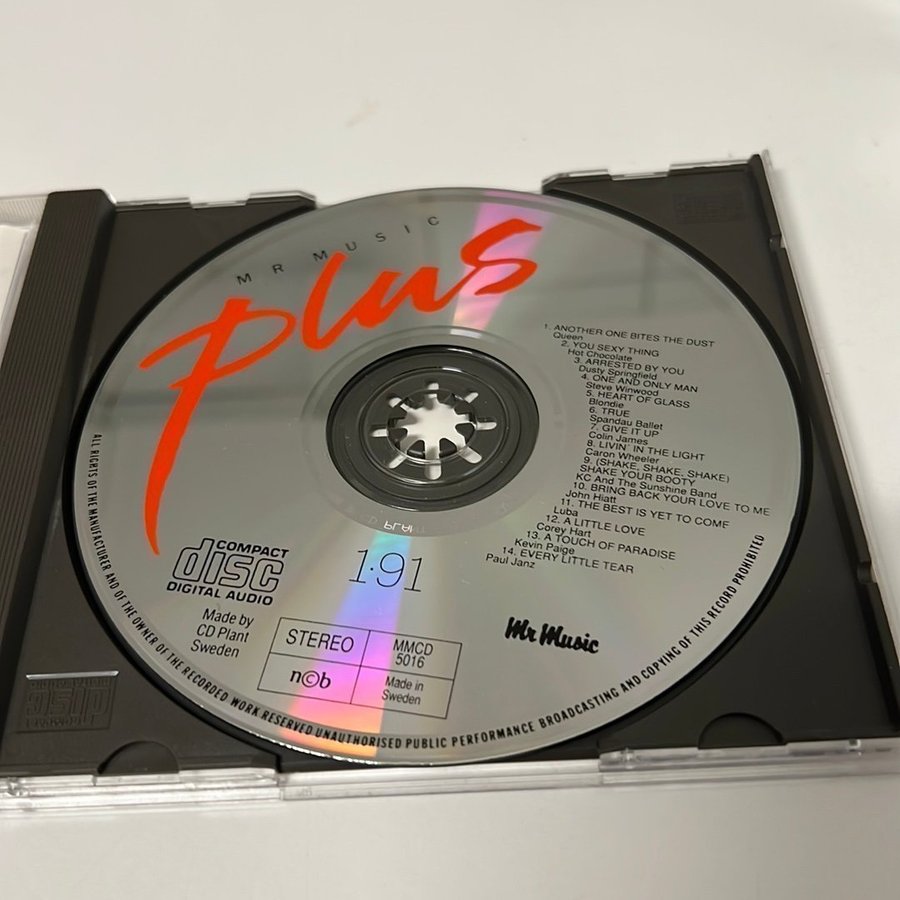 MR MUSIC
plus
1. ANOTHER ONE BITES THE DUST
Queen
2. YOU SEXY THING
Hot Chocolate
3. ARRESTED BY YOU
Dusty Springfield
4. ONE AND ONLY MAN
Steve Winwood
5. HEART OF GLASS
Blondie
6. TRUE
Spandau Ballet
7. GIVE IT UP
Colin James
8. LIVIN' IN THE LIGHT
Caron Wheeler
9. (SHAKE, SHAKE, SHAKE)
SHAKE YOUR BOOTY
KC And The Sunshine Band
10. BRING BACK YOUR LOVE TO ME
John Hiatt
11. THE BEST IS YET TO COME
Luba
12. A LITTLE LOVE
Corey Hart
13. A TOUCH OF PARADISE
Kevin Paige
14. EVERY LITTLE TEAR
Paul Janz
COMPACT
disc
DIGITAL AUDIO
1·91
Made by
CD Plant
Sweden
STEREO
MMCD
5016
n©b
Made in
Sweden
Mr Music
ALL RIGHTS OF THE MANUFACTURER AND OF THE OWNER OF THE RECORDED WORK RESERVED UNAUTHORISED PUBLIC PERFORMANCE BROADCASTING AND COPYING OF THIS RECORD PROHIBITED